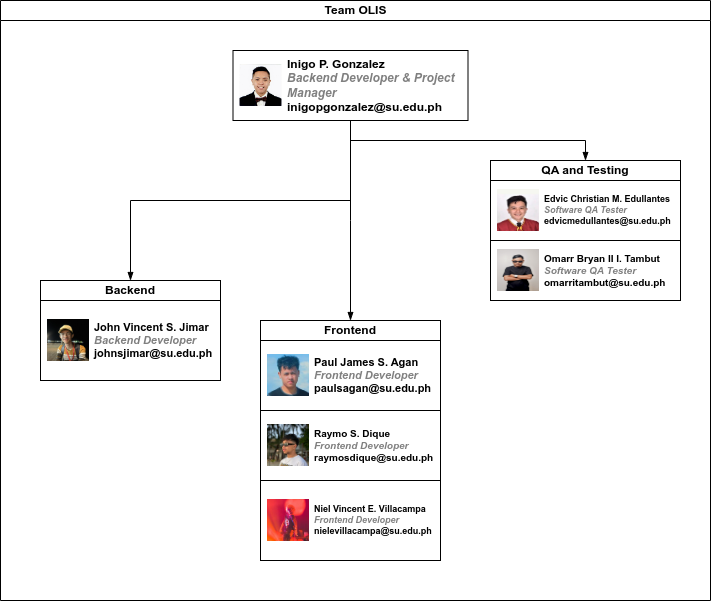 Team OLIS
Inigo P. Gonzalez
Backend Developer & Project
Manager
inigopgonzalez@su.edu.ph
QA and Testing
Edvic Christian M. Edullantes
Software QA Tester
edvicmedullantes@su.edu.ph
Omarr Bryan II I. Tambut
Software QA Tester
omarritambut@su.edu.ph
Backend
John Vincent S. Jimar
Backend Developer
johnsjimar@su.edu.ph
Frontend
Paul James S. Agan
Frontend Developer
paulsagan@su.edu.ph
Raymo S. Dique
Frontend Developer
raymosdique@su.edu.ph
Niel Vincent E. Villacampa
Frontend Developer
nielevillacampa@su.edu.ph